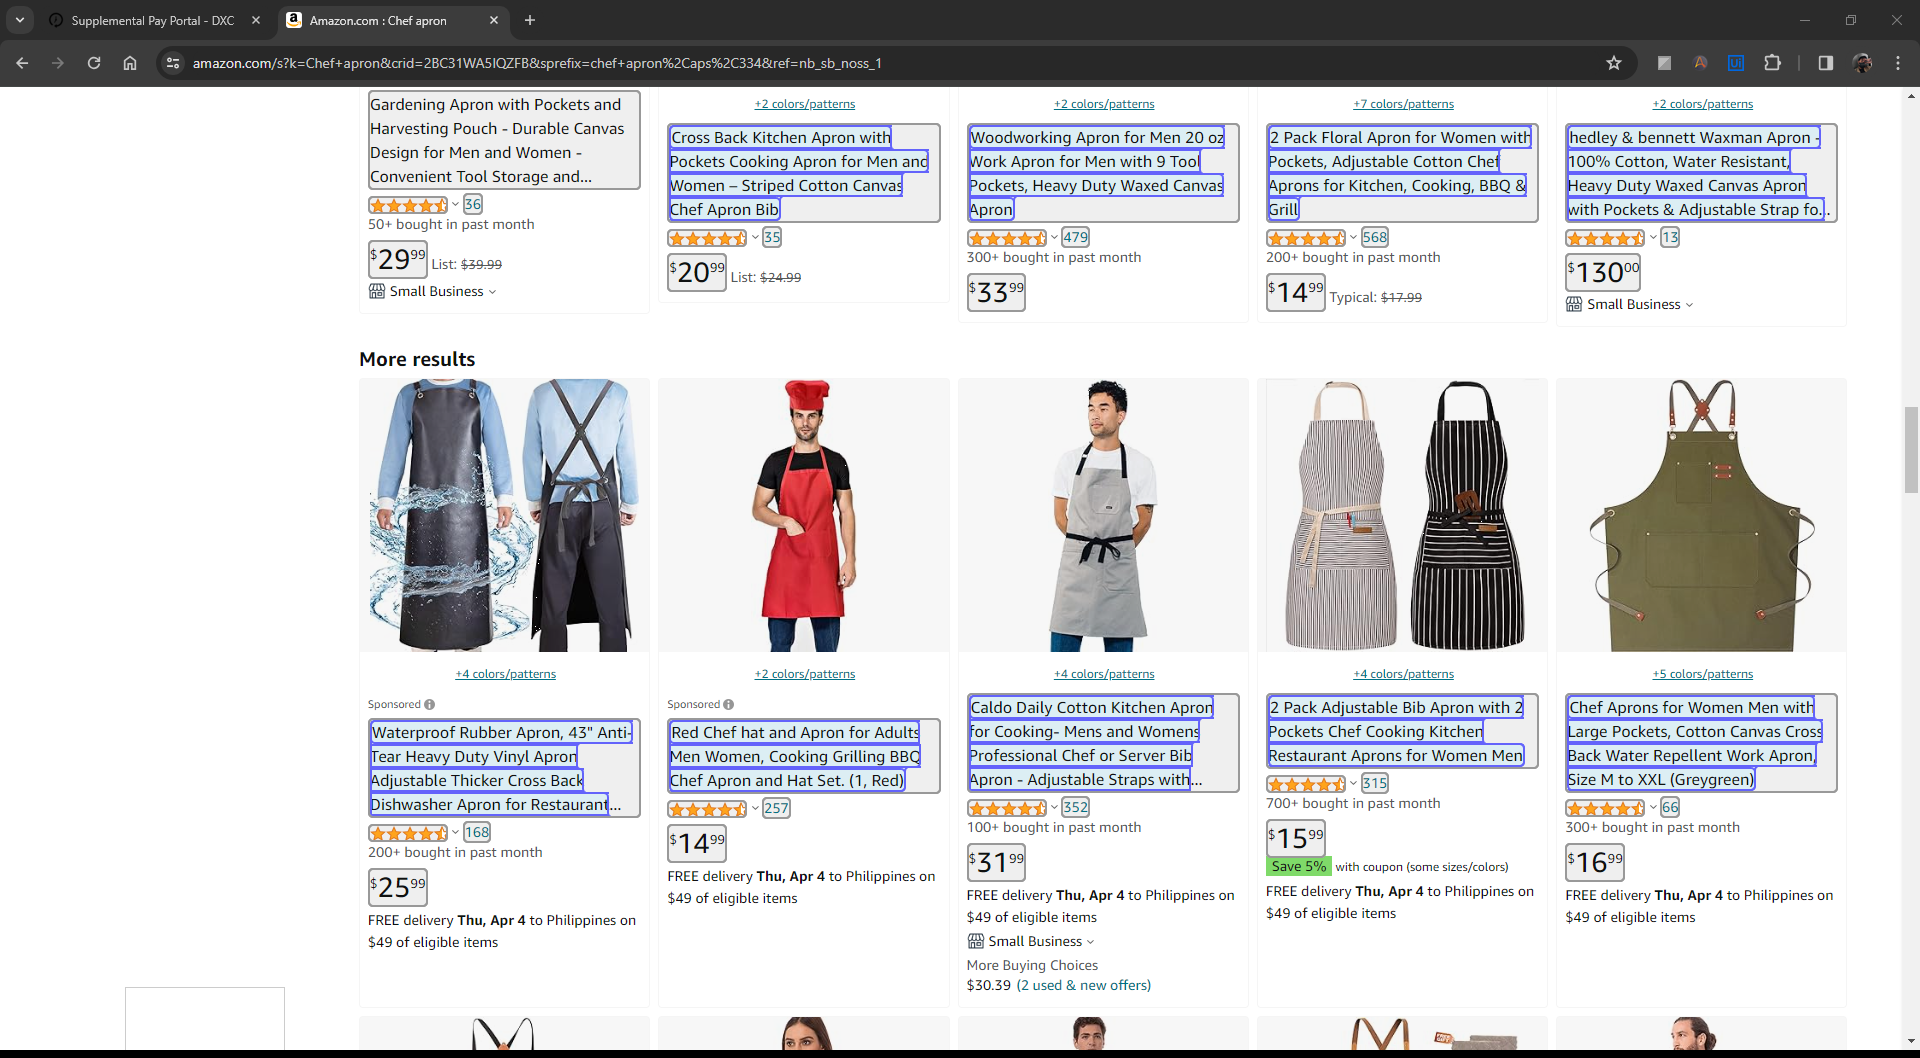 Supplemental Pay Portal - DXC
Amazon.com : Chef apron
amazon.com/s?k=Chef+apron&crid=2BC31WA5IQZFB&sprefix=chef+apron%2Caps%2C334&ref=nb_sb_noss_1
Gardening Apron with Pockets and
Harvesting Pouch - Durable Canvas
Design for Men and Women -
Convenient Tool Storage and...
36
50+ bought in past month
$29 99 List: $39.99
Small Business
+2 colors/patterns
Cross Back Kitchen Apron with
Pockets Cooking Apron for Men and
Women – Striped Cotton Canvas
Chef Apron Bib
35
$20 99 List: $24.99
+2 colors/patterns
Woodworking Apron for Men 20 oz
Work Apron for Men with 9 Tool
Pockets, Heavy Duty Waxed Canvas
Apron
479
300+ bought in past month
$33 99
+7 colors/patterns
2 Pack Floral Apron for Women with
Pockets, Adjustable Cotton Chef
Aprons for Kitchen, Cooking, BBQ &
Grill
568
200+ bought in past month
$14 99 Typical: $17.99
+2 colors/patterns
hedley & bennett Waxman Apron -
100% Cotton, Water Resistant,
Heavy Duty Waxed Canvas Apron
with Pockets & Adjustable Strap fo...
13
$130 00
Small Business
More results
+4 colors/patterns
Sponsored
Waterproof Rubber Apron, 43" Anti-
Tear Heavy Duty Vinyl Apron
Adjustable Thicker Cross Back
Dishwasher Apron for Restaurant...
168
200+ bought in past month
$25 99
FREE delivery Thu, Apr 4 to Philippines on
$49 of eligible items
+2 colors/patterns
Sponsored
Red Chef hat and Apron for Adults
Men Women, Cooking Grilling BBQ
Chef Apron and Hat Set. (1, Red)
257
$14 99
FREE delivery Thu, Apr 4 to Philippines on
$49 of eligible items
+4 colors/patterns
Caldo Daily Cotton Kitchen Apron
for Cooking- Mens and Womens
Professional Chef or Server Bib
Apron - Adjustable Straps with...
352
100+ bought in past month
$31 99
FREE delivery Thu, Apr 4 to Philippines on
$49 of eligible items
Small Business
More Buying Choices
$30.39 (2 used & new offers)
+4 colors/patterns
2 Pack Adjustable Bib Apron with 2
Pockets Chef Cooking Kitchen
Restaurant Aprons for Women Men
315
700+ bought in past month
$15 99
Save 5% with coupon (some sizes/colors)
FREE delivery Thu, Apr 4 to Philippines on
$49 of eligible items
+5 colors/patterns
Chef Aprons for Women Men with
Large Pockets, Cotton Canvas Cross
Back Water Repellent Work Apron,
Size M to XXL (Greygreen)
66
300+ bought in past month
$16 99
FREE delivery Thu, Apr 4 to Philippines on
$49 of eligible items